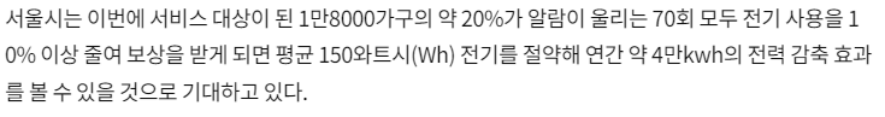 서울시는 이번에 서비스 대상이 된 1만8000가구의 약 20%가 알람이 울리는 70회 모두 전기 사용을 1
0% 이상 줄여 보상을 받게 되면 평균 150와트시(Wh) 전기를 절약해 연간 약 4만kwh의 전력 감축 효과
를 볼 수 있을 것으로 기대하고 있다.